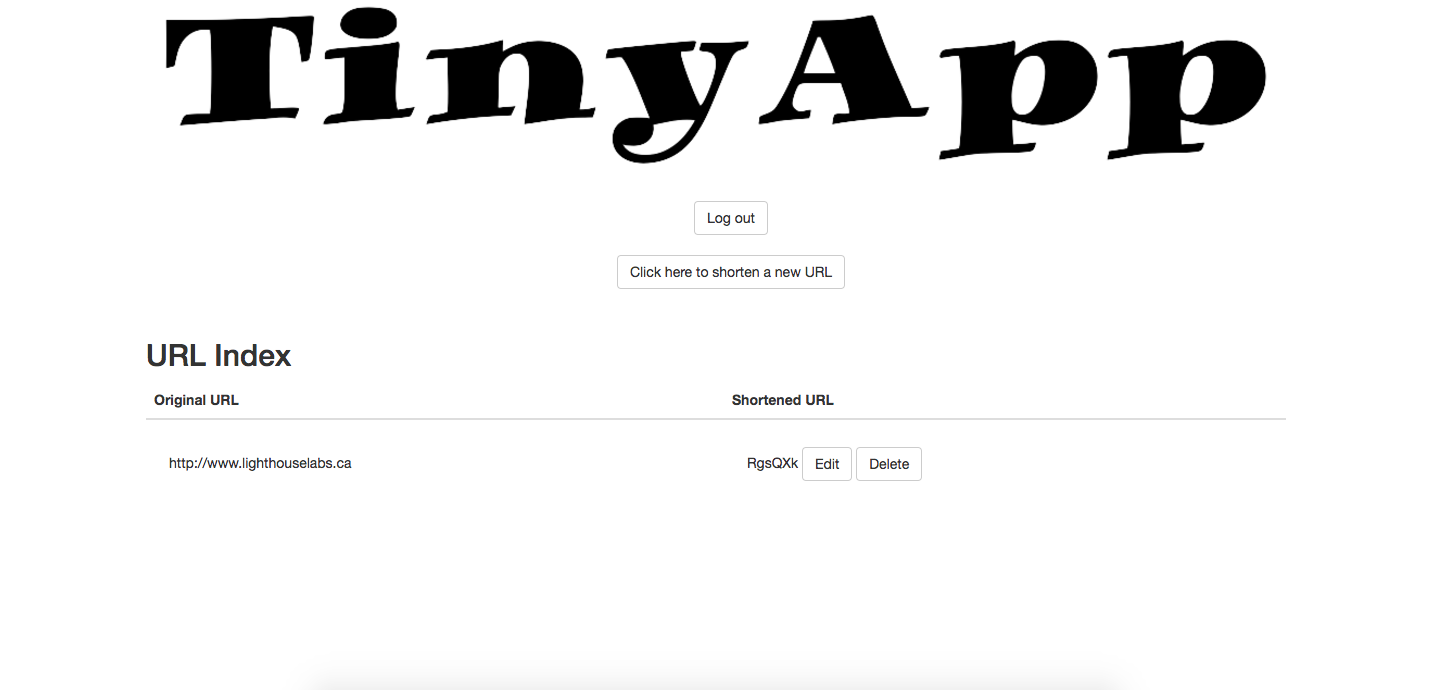 TinyApp
Log out
Click here to shorten a new URL
URL Index
Original URL Shortened URL
http://www.lighthouselabs.ca RgsQXk Edit Delete